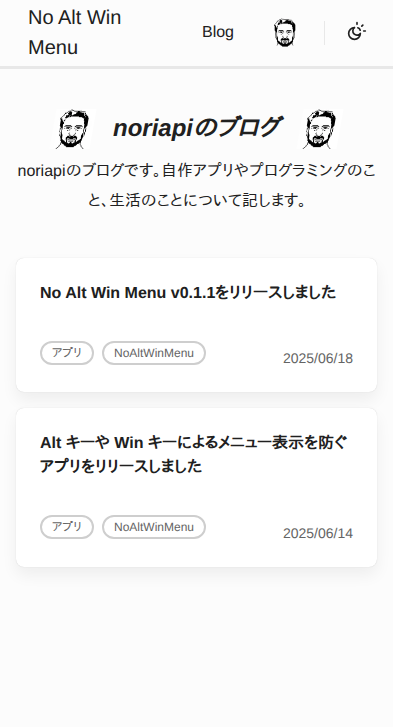 No Alt Win
Menu
Blog
noriapiのブログ
noriapiのブログです。自作アプリやプログラミングのこ
と、生活のことについて記します。
No Alt Win Menu v0.1.1をリリースしました
アプリ
NoAltWinMenu
2025/06/18
Alt キーや Win キーによるメニュー表示を防ぐ
アプリをリリースしました
アプリ
NoAltWinMenu
2025/06/14